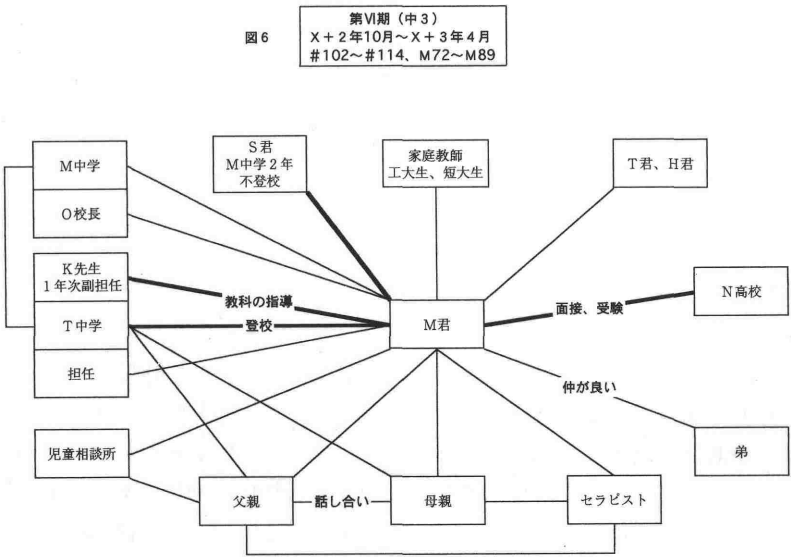 図6
第Ⅵ期（中3）
X＋2年10月～X＋3年4月
#102～#114、M72～M89
M中学
O校長
S君
M中学2年
不登校
家庭教師
工大生、短大生
T君、H君
K先生
1年次副担任
T中学
担任
教科の指導
登校
M君
面接、受験
N高校
仲が良い
弟
児童相談所
父親
話し合い
母親
セラピスト